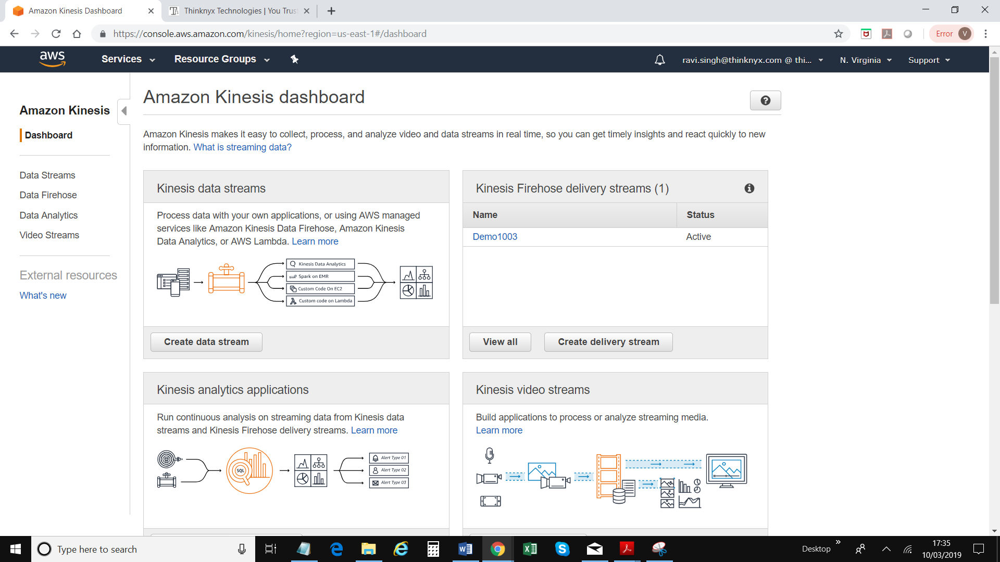 Amazon Kinesis Dashboard
Thinknyx Technologies | You Trus
https://console.aws.amazon.com/kinesis/home?region=us-east-1#/dashboard
Error V
aws Services Resource Groups ravi.singh@thinknyx.com @ thi... N. Virginia Support
Amazon Kinesis
Dashboard
Data Streams
Data Firehose
Data Analytics
Video Streams
External resources
What's new
Amazon Kinesis dashboard
Amazon Kinesis makes it easy to collect, process, and analyze video and data streams in real time, so you can get timely insights and react quickly to new
information. What is streaming data?
Kinesis data streams
Process data with your own applications, or using AWS managed
services like Amazon Kinesis Data Firehose, Amazon Kinesis
Data Analytics, or AWS Lambda. Learn more
Kinesis Data Analytics
Spark on EMR
Custom Code On EC2
Custom code on Lambda
Create data stream
Kinesis Firehose delivery streams (1)
Name Status
Demo1003 Active
View all Create delivery stream
Kinesis analytics applications
Run continuous analysis on streaming data from Kinesis data
streams and Kinesis Firehose delivery streams. Learn more
SQL
Alert Type 01
Alert Type 02
Alert Type 03
Kinesis video streams
Build applications to process or analyze streaming media.
Learn more
Type here to search
Desktop
17:35
10/03/2019